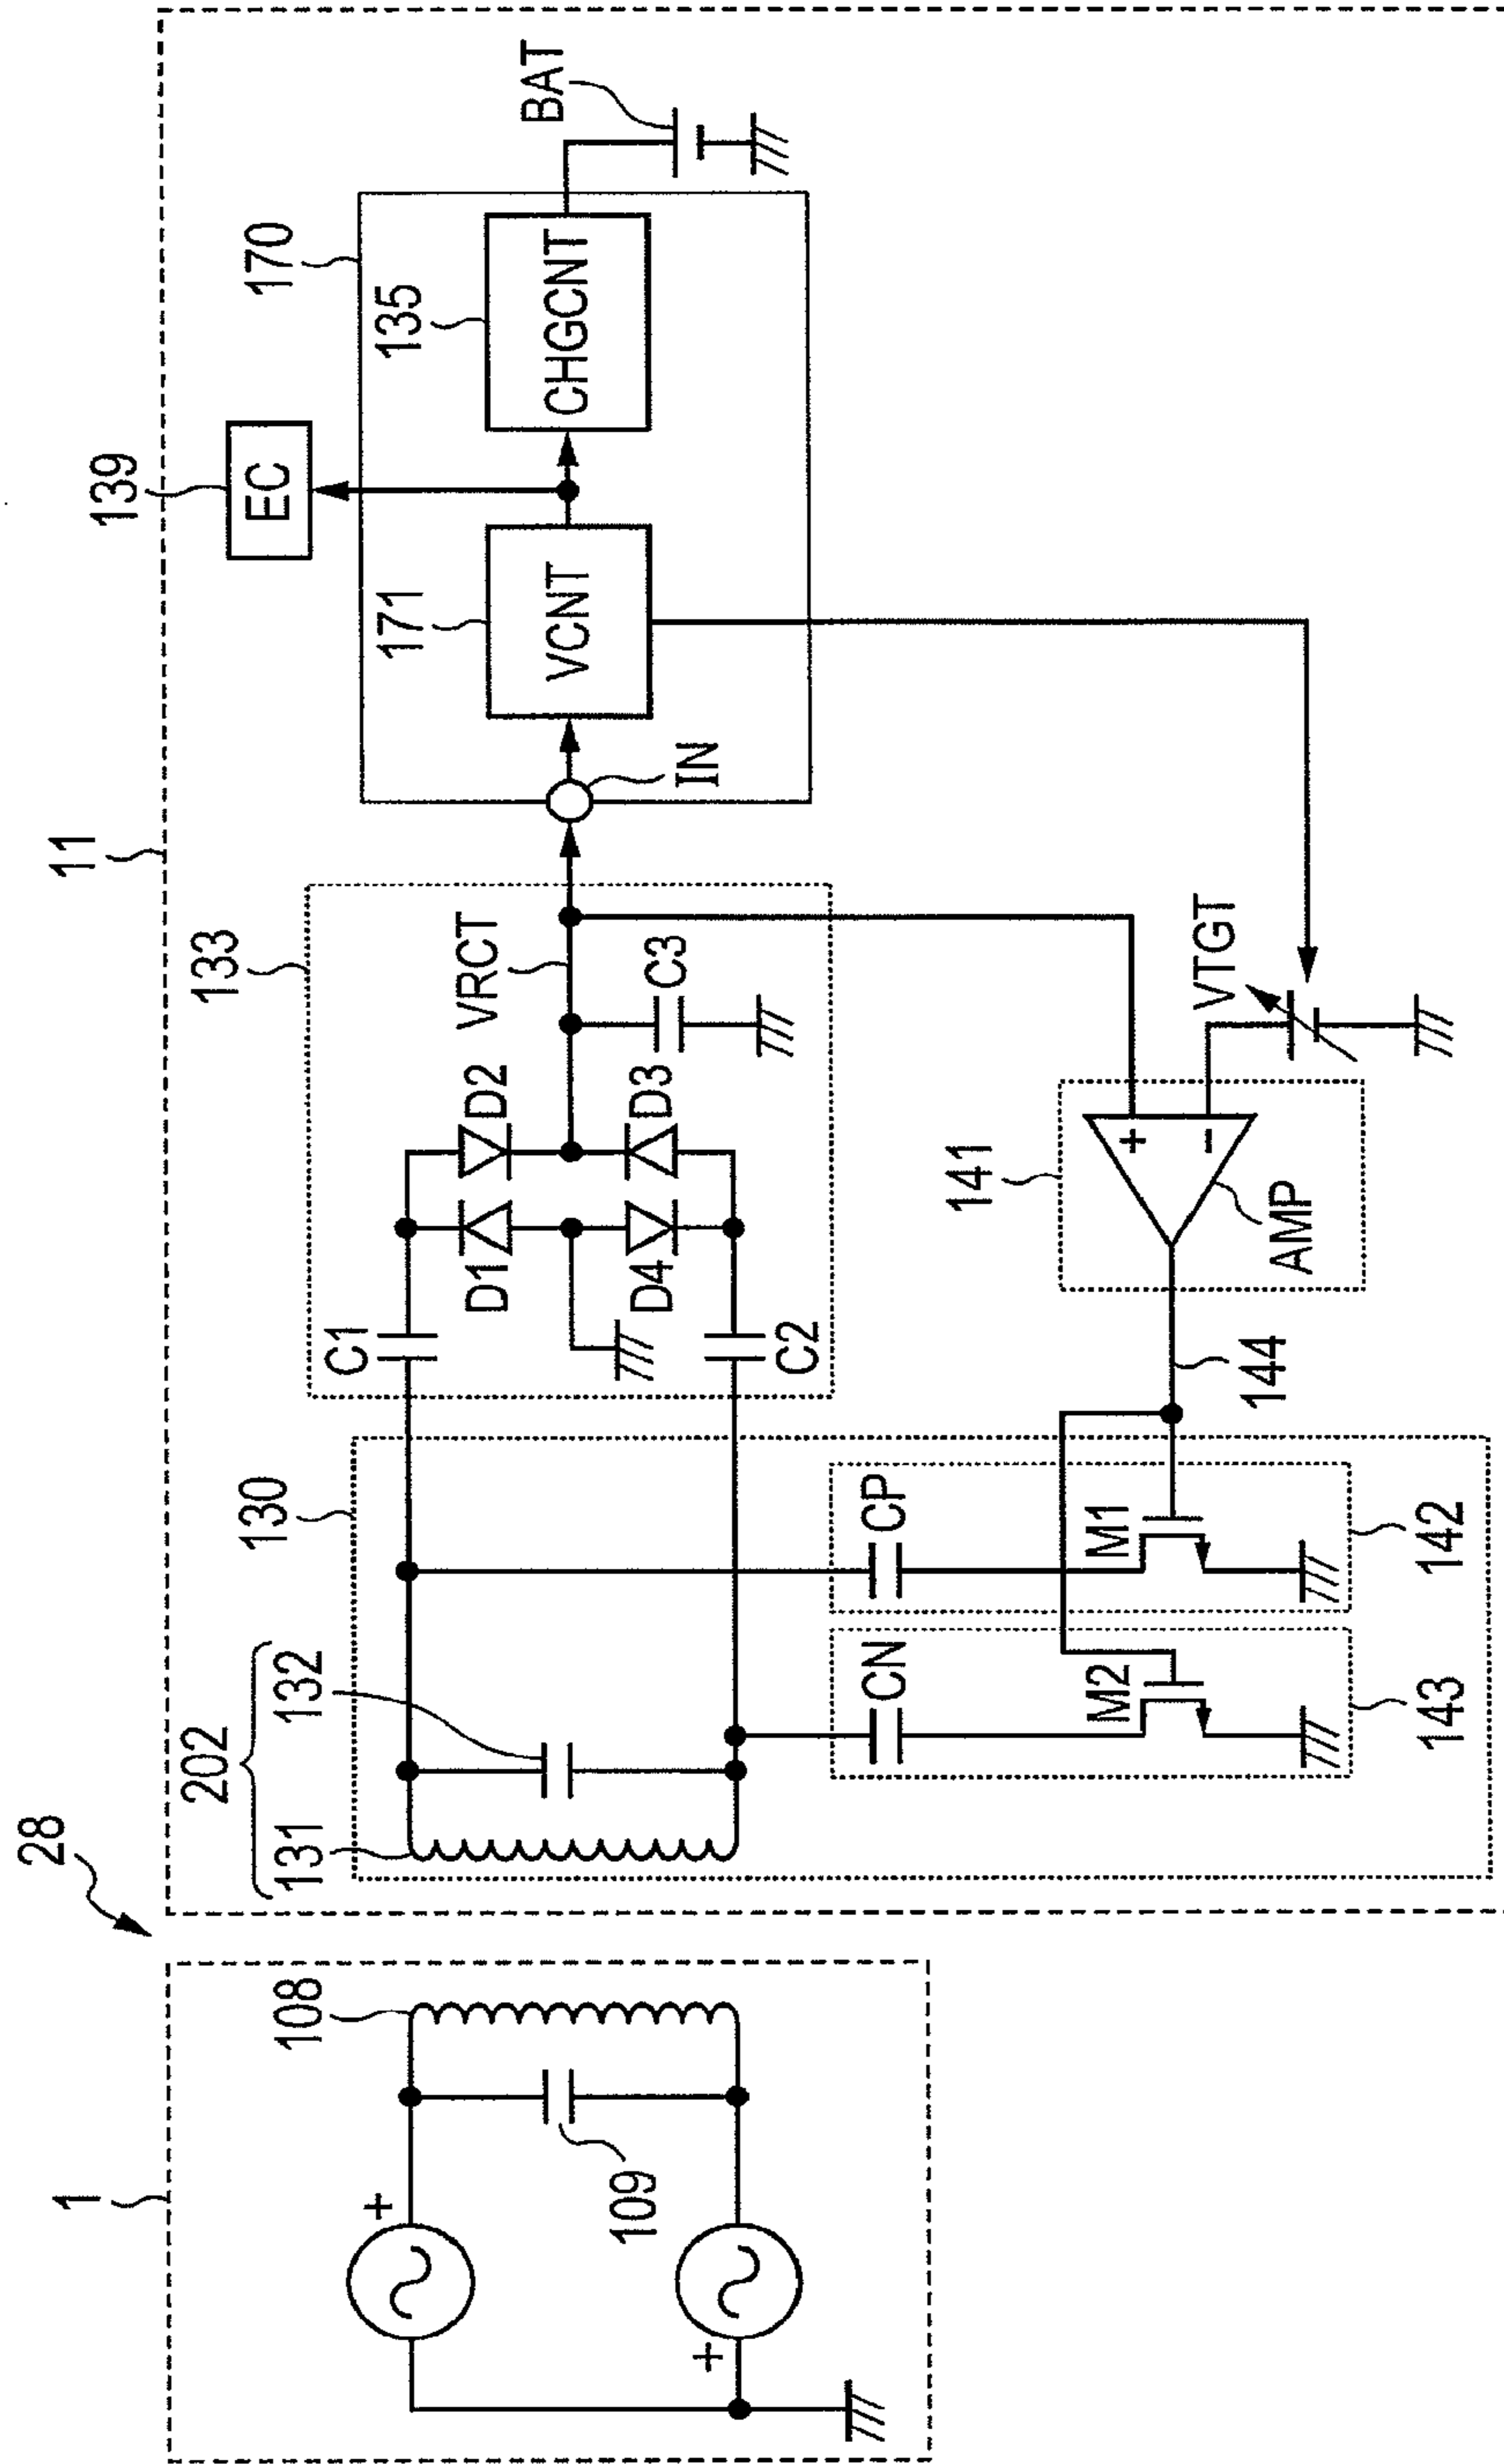 28
1
+
+
108
109
11
202
131
132
130
CN
CP
M2
M1
143
142
144
133
C1
C2
D1
D2
D4
D3
VRCT
C3
141
+
-
AMP
VTGT
170
IN
171
VCNT
139
EC
135
CHGCNT
BAT